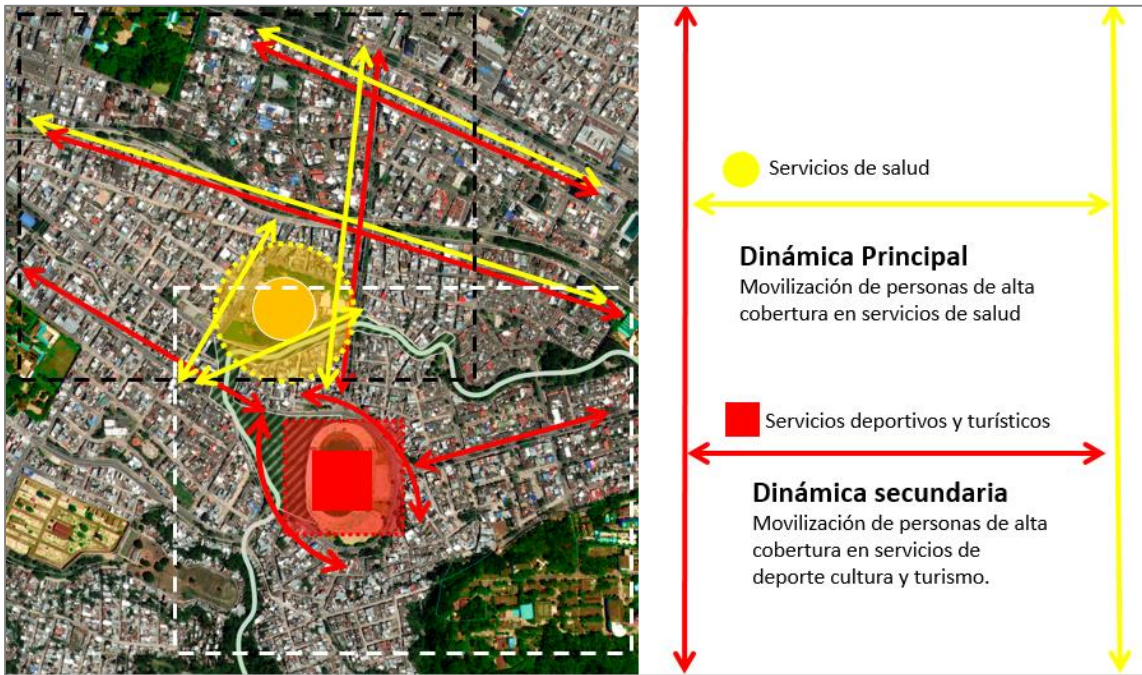 Servicios de salud
Dinámica Principal
Movilización de personas de alta
cobertura en servicios de salud
Servicios deportivos y turísticos
Dinámica secundaria
Movilización de personas de alta
cobertura en servicios de
deporte cultura y turismo.